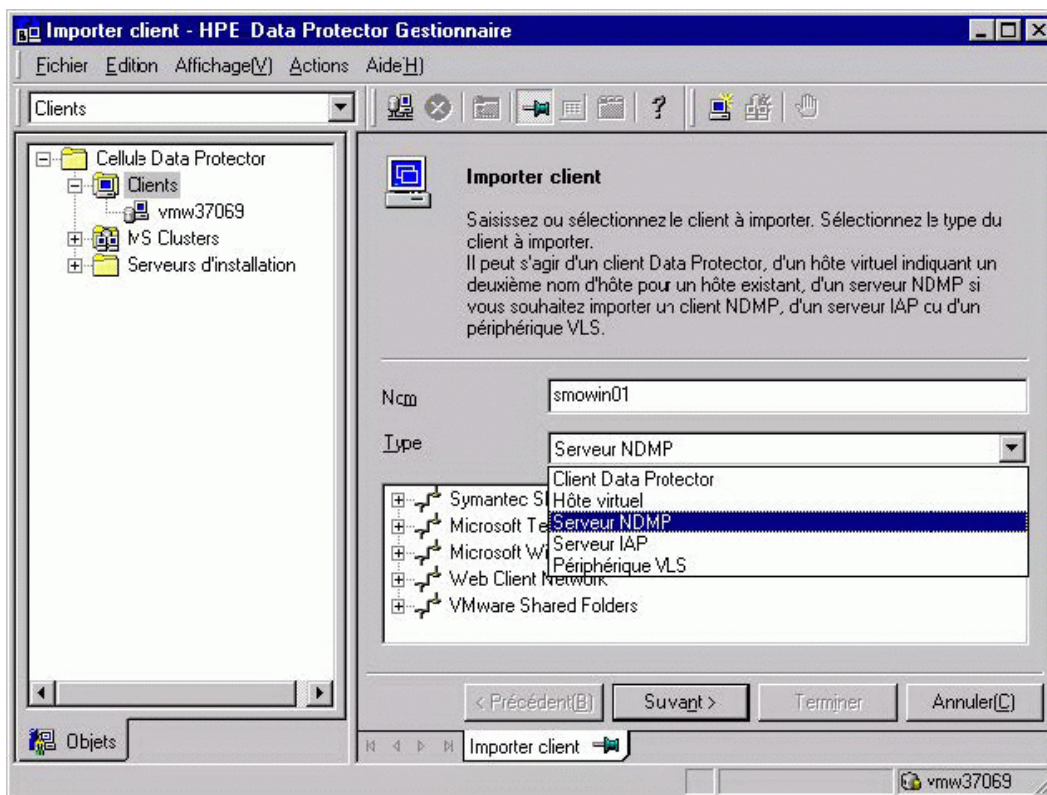 Importer client - HPE Data Protector Gestionnaire
Fichier Edition Affichage(V) Actions Aide(H)
Clients
Cellule Data Protector
Clients
vmw37069
MS Clusters
Serveurs d'installation
Importer client
Saisissez ou sélectionnez le client à importer. Sélectionnez le type du
client à importer.
Il peut s'agir d'un client Data Protector, d'un hôte virtuel indiquant un
deuxième nom d'hôte pour un hôte existant, d'un serveur NDMP si
vous souhaitez importer un client NDMP, d'un serveur IAP ou d'un
périphérique VLS.
Nom
smowin01
Type
Serveur NDMP
Client Data Protector
Hôte virtuel
Serveur NDMP
Serveur IAP
Périphérique VLS
Symantec
Microsoft
Microsoft
Web Client Network
VMware Shared Folders
< Précédent(B)
Suivant >
Terminer
Annuler(C)
Objets
Importer client
vmw37069